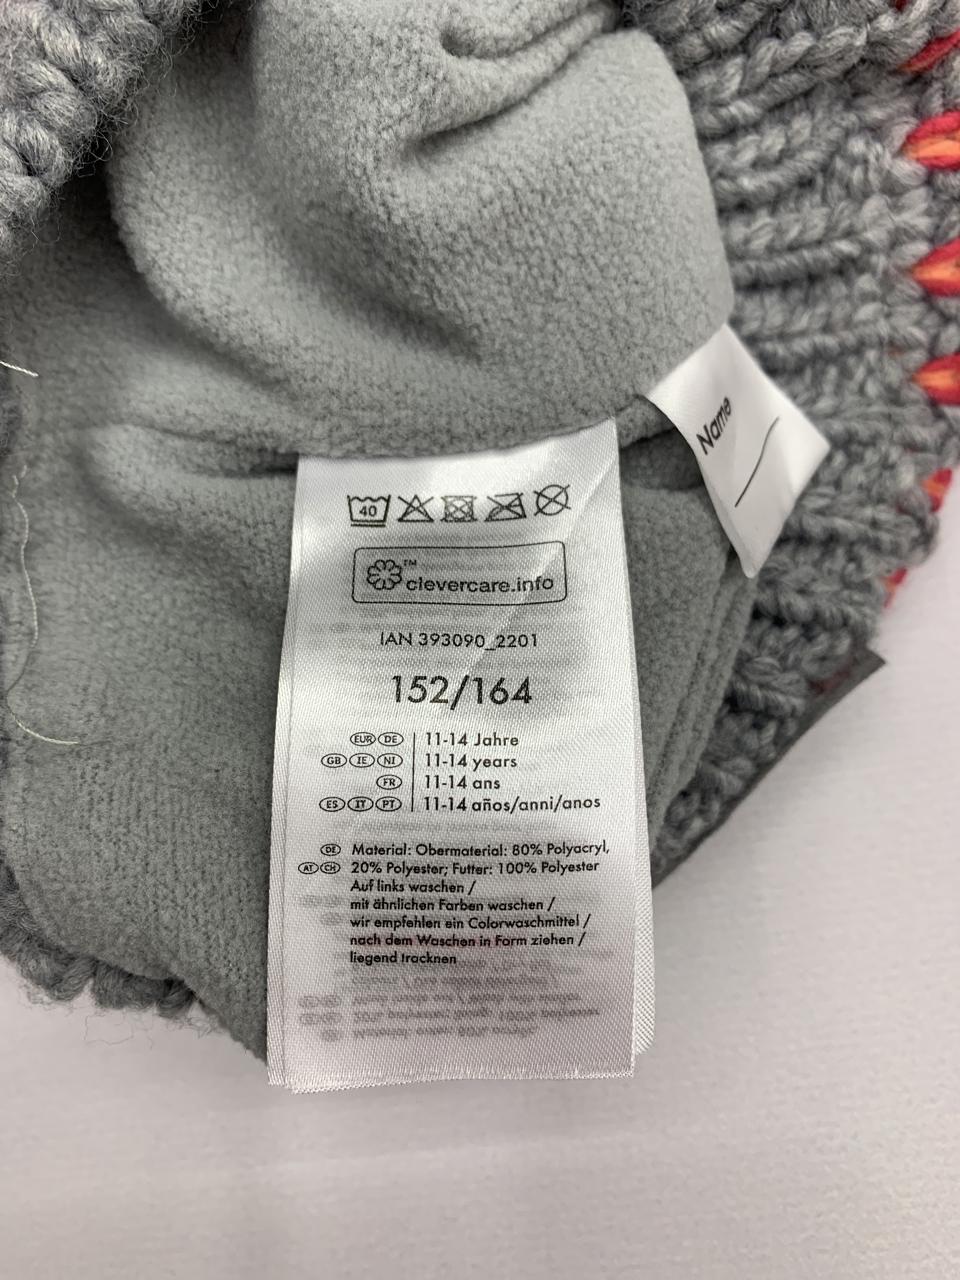 Name
40
™
clevercare.info
IAN 393090_2201
152/164
EUR DE 11-14 Jahre
GB IE NI 11-14 years
FR 11-14 ans
ES IT PT 11-14 años/anni/anos
DE Material: Obermaterial: 80% Polyacryl,
AT CH 20% Polyester; Futter: 100% Polyester
Auf links waschen /
mit ähnlichen Farben waschen /
wir empfehlen ein Colorwaschmittel /
nach dem Waschen in Form ziehen /
liegend trocknen